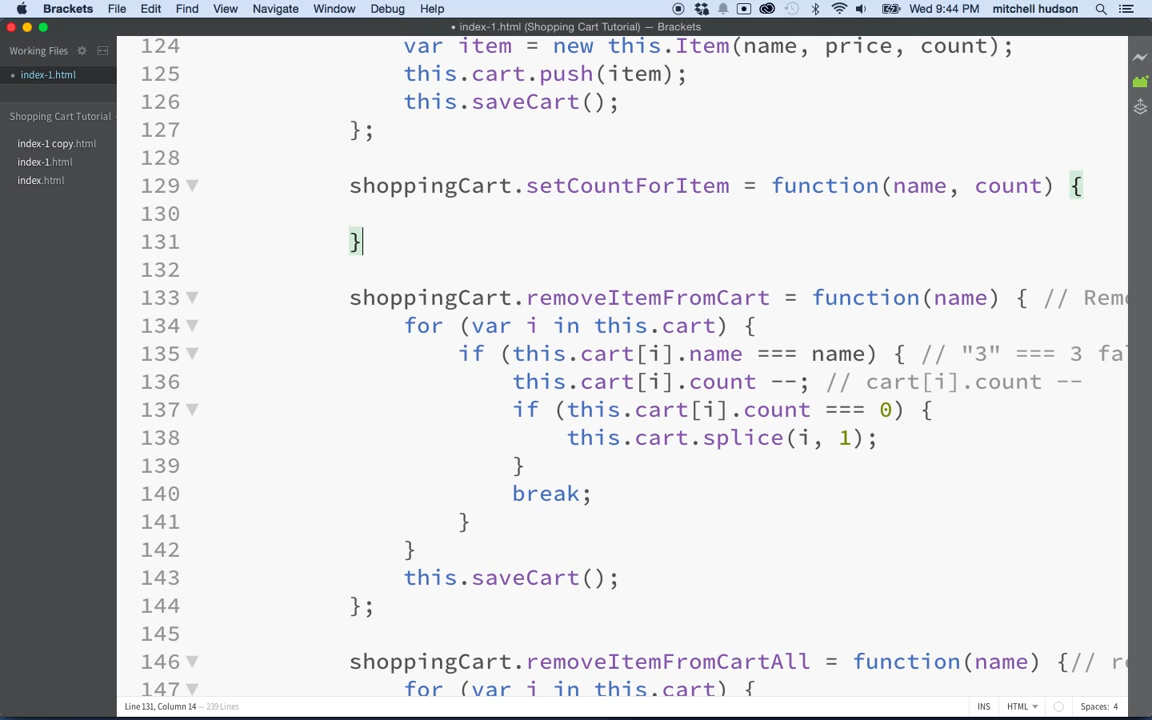 Brackets File Edit Find View Navigate Window Debug Help Wed 9:44 PM mitchell hudson
• index-1.html (Shopping Cart Tutorial) — Brackets
Working Files
• index-1.html
Shopping Cart Tutorial
index-1 copy.html
index-1.html
index.html
124 var item = new this.Item(name, price, count);
125 this.cart.push(item);
126 this.saveCart();
127 };
128
129 shoppingCart.setCountForItem = function(name, count) {
130
131 }
132
133 shoppingCart.removeItemFromCart = function(name) { // Remo
134 for (var i in this.cart) {
135 if (this.cart[i].name === name) { // "3" === 3 fa
136 this.cart[i].count --; // cart[i].count --
137 if (this.cart[i].count === 0) {
138 this.cart.splice(i, 1);
139 }
140 break;
141 }
142 }
143 this.saveCart();
144 };
145
146 shoppingCart.removeItemFromCartAll = function(name) {// r
147 for (var i in this.cart) {
Line 131, Column 14 — 239 Lines INS HTML Spaces: 4